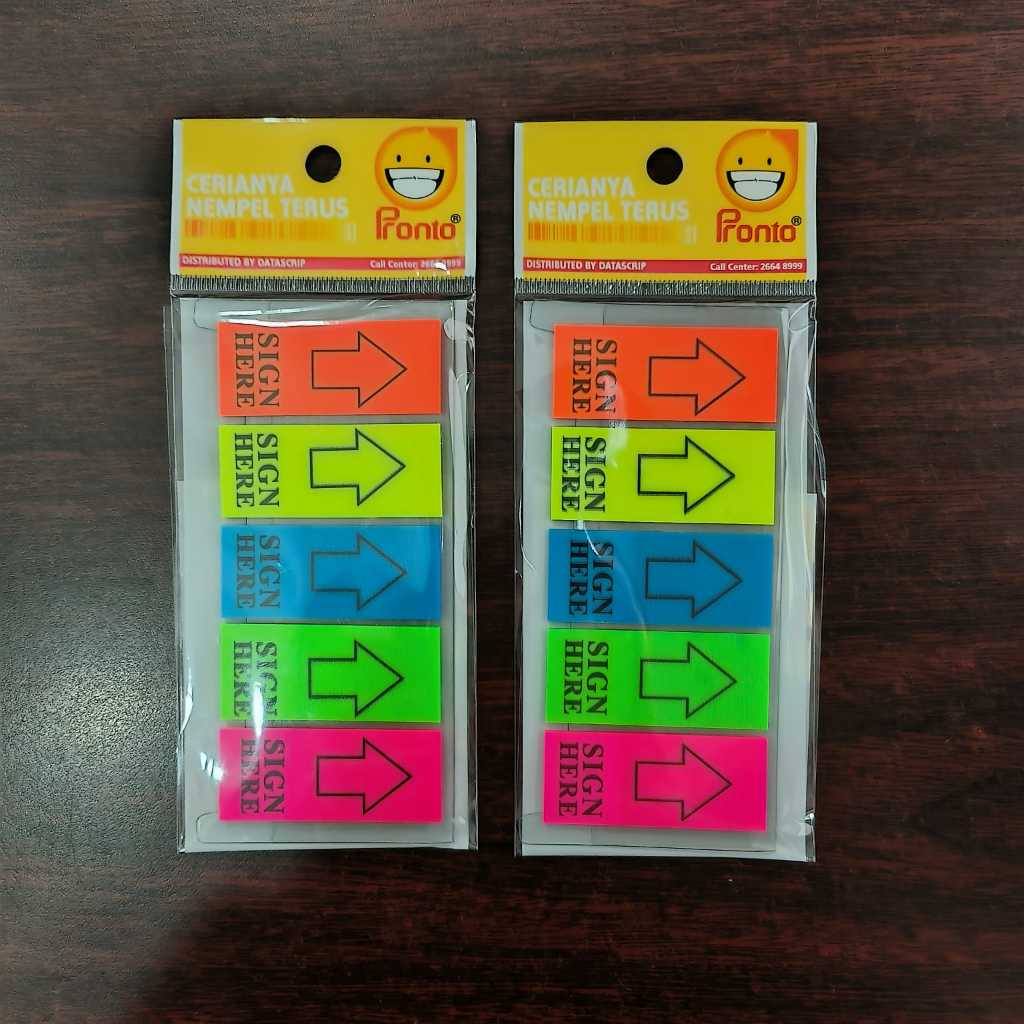 CERIANYA
NEMPEL TERUS
Pronto®
DISTRIBUTED BY DATASCRIP
Call Center: 2664 8999
SIGN
HERE
SIGN
HERE
SIGN
HERE
SIGN
HERE
SIGN
HERE
CERIANYA
NEMPEL TERUS
Pronto®
DISTRIBUTED BY DATASCRIP
Call Center: 2664 8999
SIGN
HERE
SIGN
HERE
SIGN
HERE
SIGN
HERE
SIGN
HERE